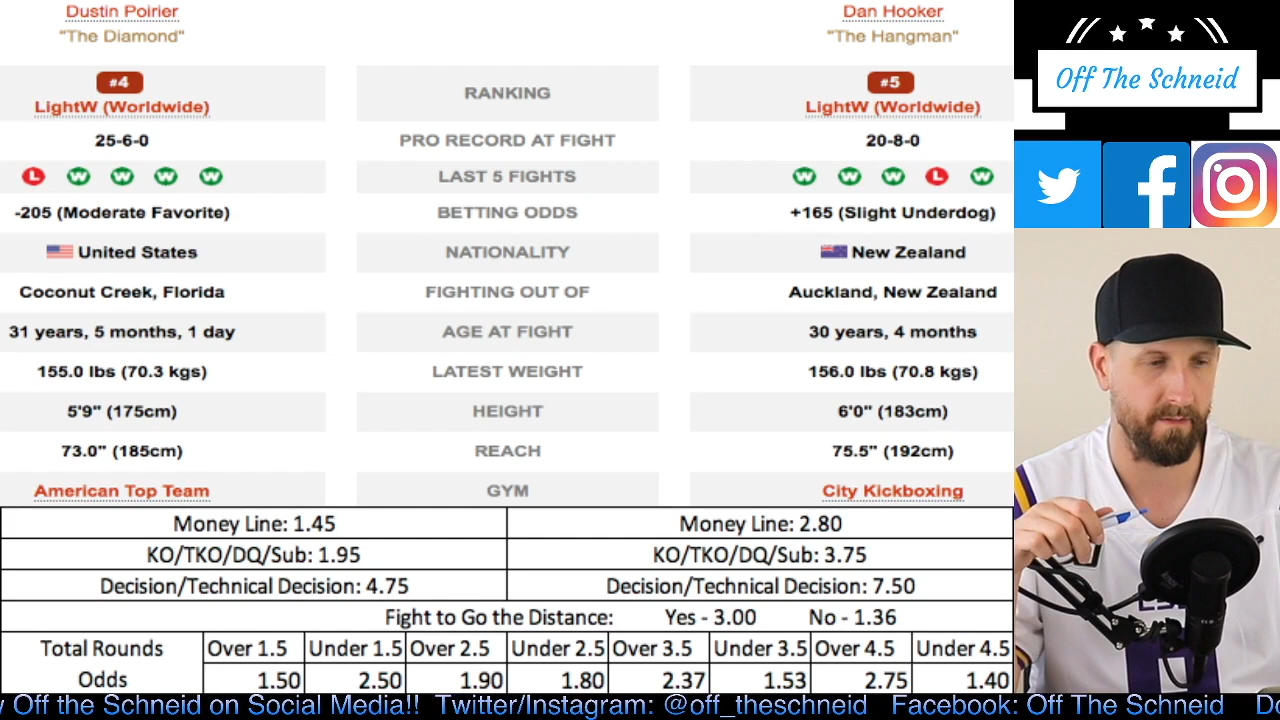 Dustin Poirier
Dan Hooker
"The Diamond"
"The Hangman"
Off The Schneid
#4
RANKING
#5
LightW (Worldwide)
LightW (Worldwide)
25-6-0
PRO RECORD AT FIGHT
20-8-0
L W W W W
LAST 5 FIGHTS
W W W L W
-205 (Moderate Favorite)
BETTING ODDS
+165 (Slight Underdog)
United States
NATIONALITY
New Zealand
Coconut Creek, Florida
FIGHTING OUT OF
Auckland, New Zealand
31 years, 5 months, 1 day
AGE AT FIGHT
30 years, 4 months
155.0 lbs (70.3 kgs)
LATEST WEIGHT
156.0 lbs (70.8 kgs)
5'9" (175cm)
HEIGHT
6'0" (183cm)
73.0" (185cm)
REACH
75.5" (192cm)
American Top Team
GYM
City Kickboxing
Money Line: 1.45
Money Line: 2.80
KO/TKO/DQ/Sub: 1.95
KO/TKO/DQ/Sub: 3.75
Decision/Technical Decision: 4.75
Decision/Technical Decision: 7.50
Fight to Go the Distance: Yes - 3.00 No - 1.36
Total Rounds Over 1.5 Under 1.5 Over 2.5 Under 2.5 Over 3.5 Under 3.5 Over 4.5 Under 4.5
Odds 1.50 2.50 1.90 1.80 2.37 1.53 2.75 1.40
Off the Schneid on Social Media!! Twitter/Instagram: @off_theschneid Facebook: Off The Schneid